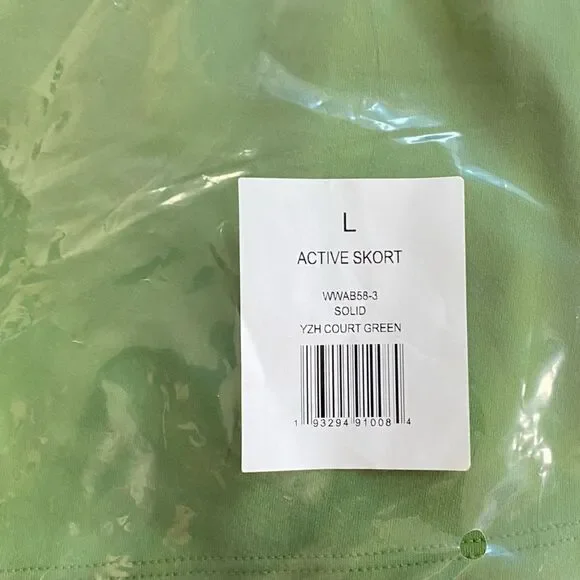 L
ACTIVE SKORT
WWAB58-3
SOLID
YZH COURT GREEN
1 93294 91008 4